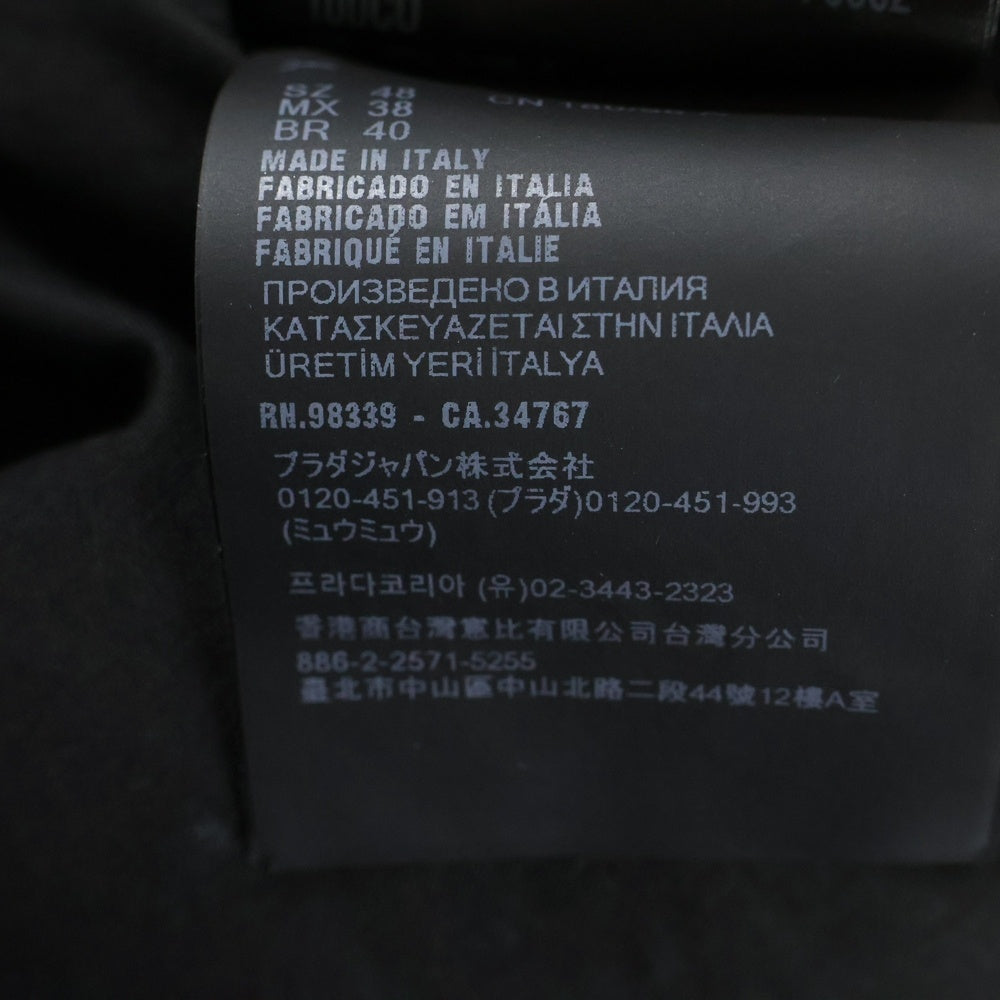 SZ 48
MX 38
BR 40
MADE IN ITALY
FABRICADO EN ITALIA
FABRICADO EM ITÁLIA
FABRIQUÉ EN ITALIE
ПРОИЗВЕДЕНО В ИТАЛИЯ
ΚΑΤΑΣΚΕΥΑΖΕΤΑΙ ΣΤΗΝ ΙΤΑΛΙΑ
ÜRETİM YERİ İTALYA
RN.98339 - CA.34767
プラダジャパン株式会社
0120-451-913 (プラダ)0120-451-993
(ミュウミュウ)
프라다코리아 (유)02-3443-2323
香港商台灣憲比有限公司台灣分公司
886-2-2571-5255
臺北市中山區中山北路二段44號12樓A室